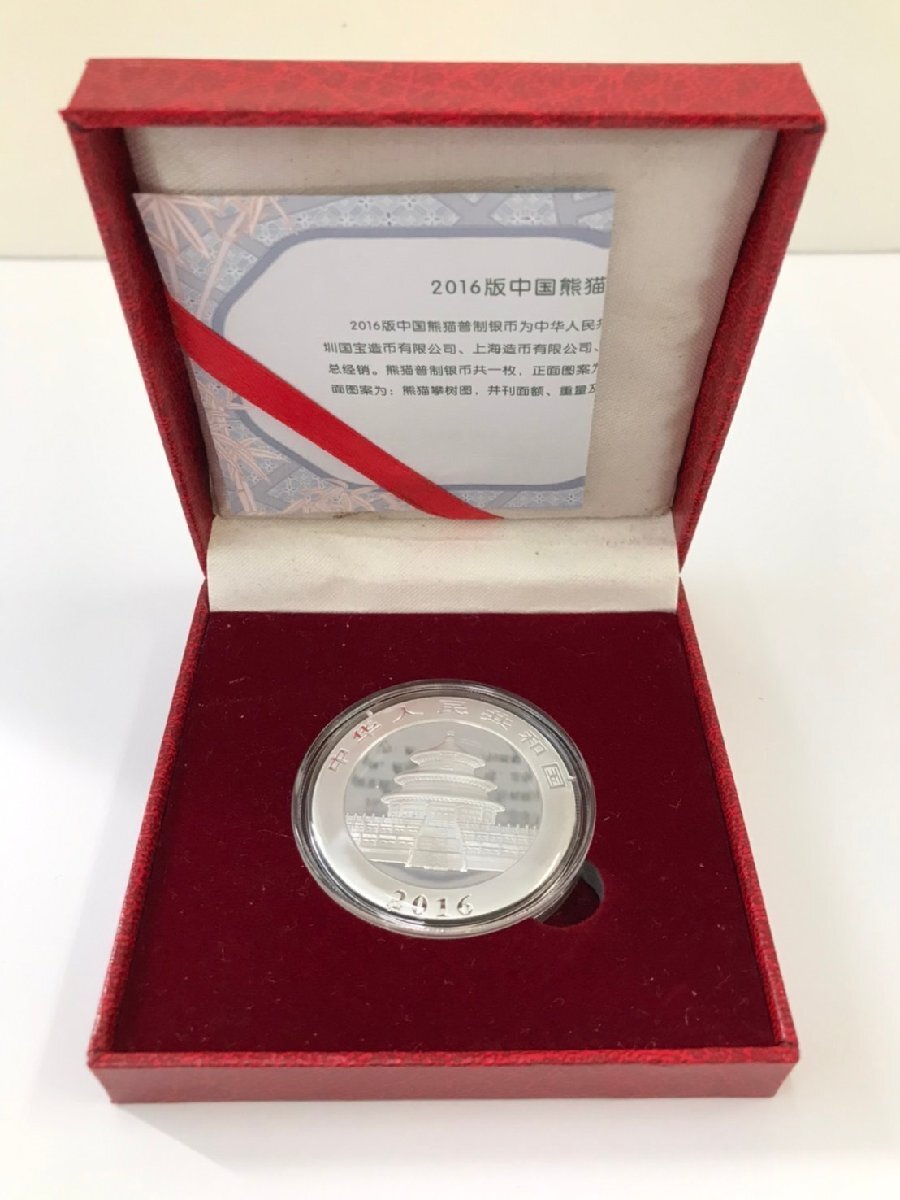 2016版中国熊猫
2016版中国熊猫普制银币为中华人民共
圳国宝造币有限公司、上海造币有限公司、
总经销。熊猫普制银币共一枚，正面图案为
面图案为：熊猫攀树图，并刊面额、重量及
中华人民共和国
2016